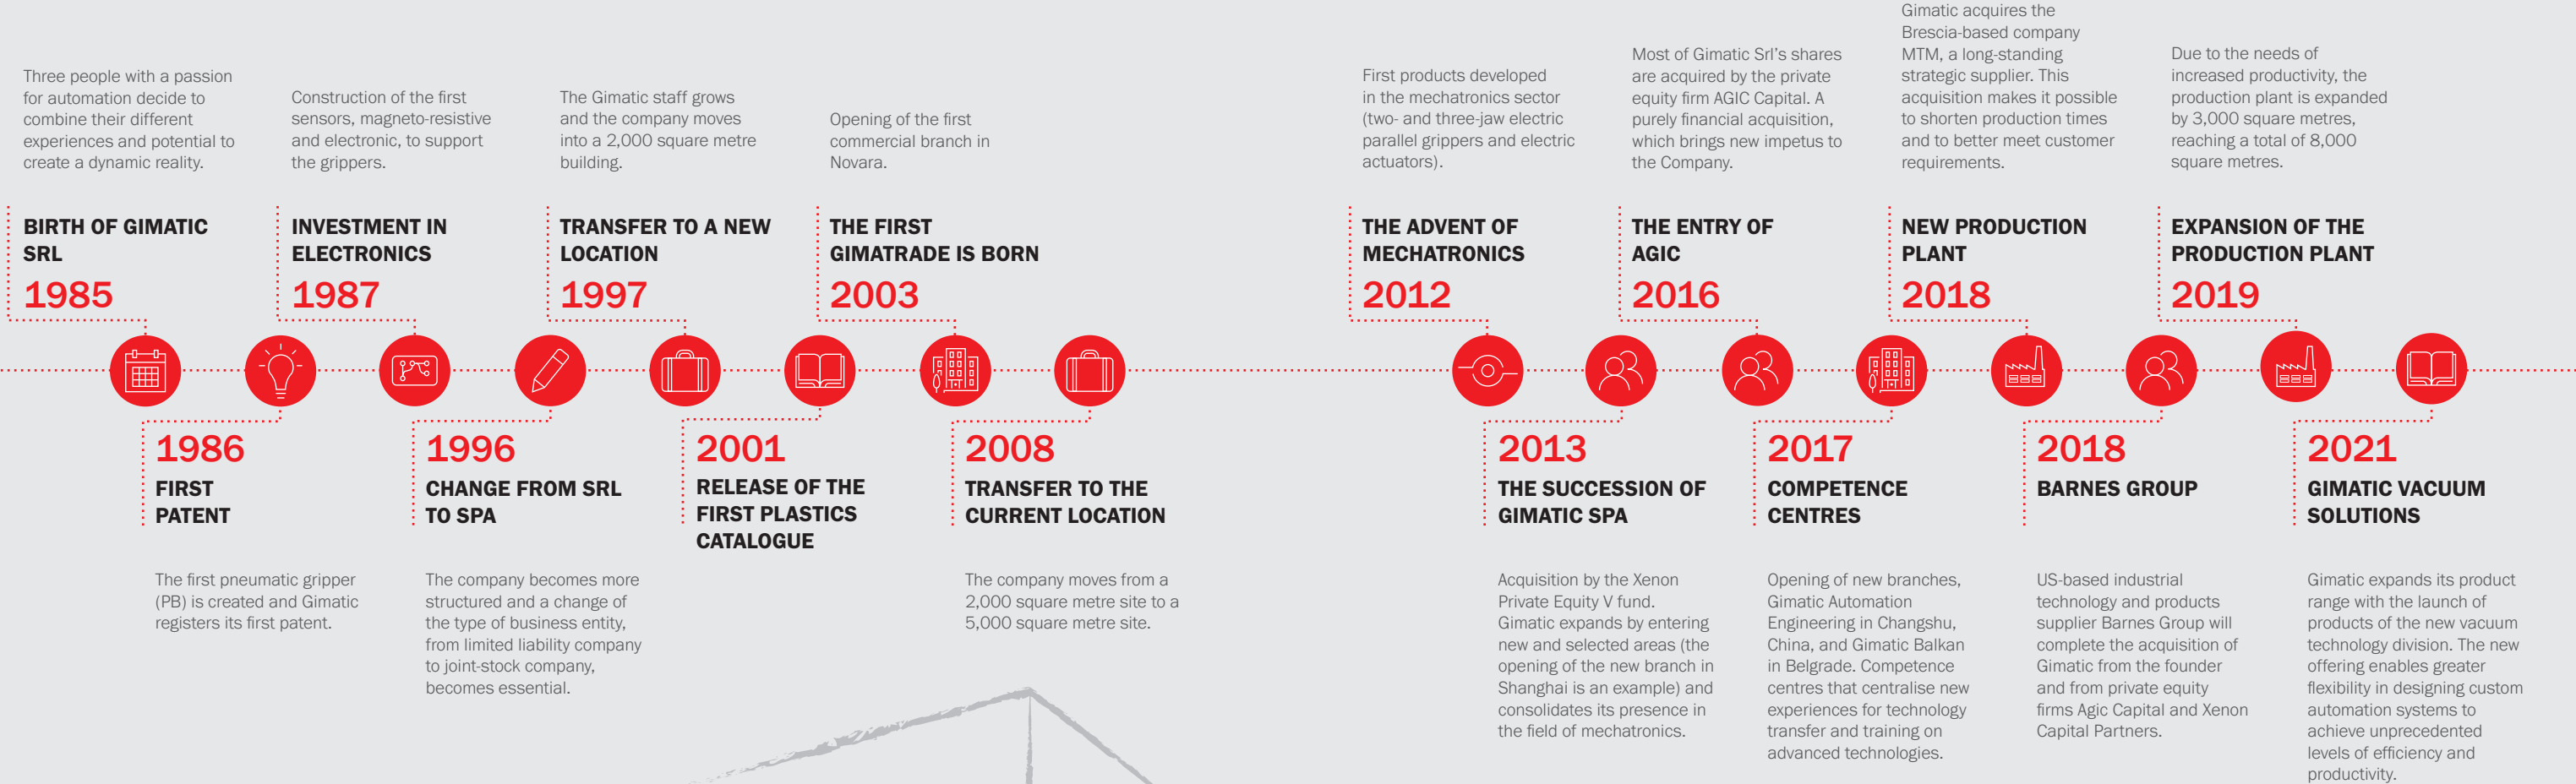 Three people with a passion
for automation decide to
combine their different
experiences and potential to
create a dynamic reality.
BIRTH OF GIMATIC
SRL
1985
1986
FIRST
PATENT
The first pneumatic gripper
(PB) is created and Gimatic
registers its first patent.
Construction of the first
sensors, magneto-resistive
and electronic, to support
the grippers.
INVESTMENT IN
ELECTRONICS
1987
1996
CHANGE FROM SRL
TO SPA
The company becomes more
structured and a change of
the type of business entity,
from limited liability company
to joint-stock company,
becomes essential.
The Gimatic staff grows
and the company moves
into a 2,000 square metre
building.
TRANSFER TO A NEW
LOCATION
1997
2001
RELEASE OF THE
FIRST PLASTICS
CATALOGUE
Opening of the first
commercial branch in
Novara.
THE FIRST
GIMATRADE IS BORN
2003
2008
TRANSFER TO THE
CURRENT LOCATION
The company moves from a
2,000 square metre site to a
5,000 square metre site.
First products developed
in the mechatronics sector
(two- and three-jaw electric
parallel grippers and electric
actuators).
THE ADVENT OF
MECHATRONICS
2012
2013
THE SUCCESSION OF
GIMATIC SPA
Acquisition by the Xenon
Private Equity V fund.
Gimatic expands by entering
new and selected areas (the
opening of the new branch in
Shanghai is an example) and
consolidates its presence in
the field of mechatronics.
Most of Gimatic Srl's shares
are acquired by the private
equity firm AGIC Capital. A
purely financial acquisition,
which brings new impetus to
the Company.
THE ENTRY OF
AGIC
2016
2017
COMPETENCE
CENTRES
Opening of new branches,
Gimatic Automation
Engineering in Changshu,
China, and Gimatic Balkan
in Belgrade. Competence
centres that centralise new
experiences for technology
transfer and training on
advanced technologies.
Gimatic acquires the
Brescia-based company
MTM, a long-standing
strategic supplier. This
acquisition makes it possible
to shorten production times
and to better meet customer
requirements.
NEW PRODUCTION
PLANT
2018
2018
BARNES GROUP
US-based industrial
technology and products
supplier Barnes Group will
complete the acquisition of
Gimatic from the founder
and from private equity
firms Agic Capital and Xenon
Capital Partners.
Due to the needs of
increased productivity, the
production plant is expanded
by 3,000 square metres,
reaching a total of 8,000
square metres.
EXPANSION OF THE
PRODUCTION PLANT
2019
2021
GIMATIC VACUUM
SOLUTIONS
Gimatic expands its product
range with the launch of
products of the new vacuum
technology division. The new
offering enables greater
flexibility in designing custom
automation systems to
achieve unprecedented
levels of efficiency and
productivity.